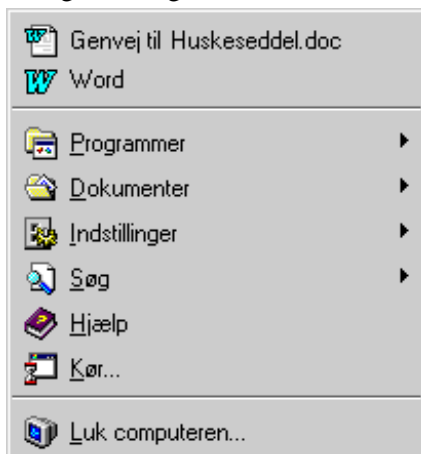 Genvej til Huskeseddel.doc
Word
Programmer
Dokumenter
Indstillinger
Søg
Hjælp
Kør...
Luk computeren...